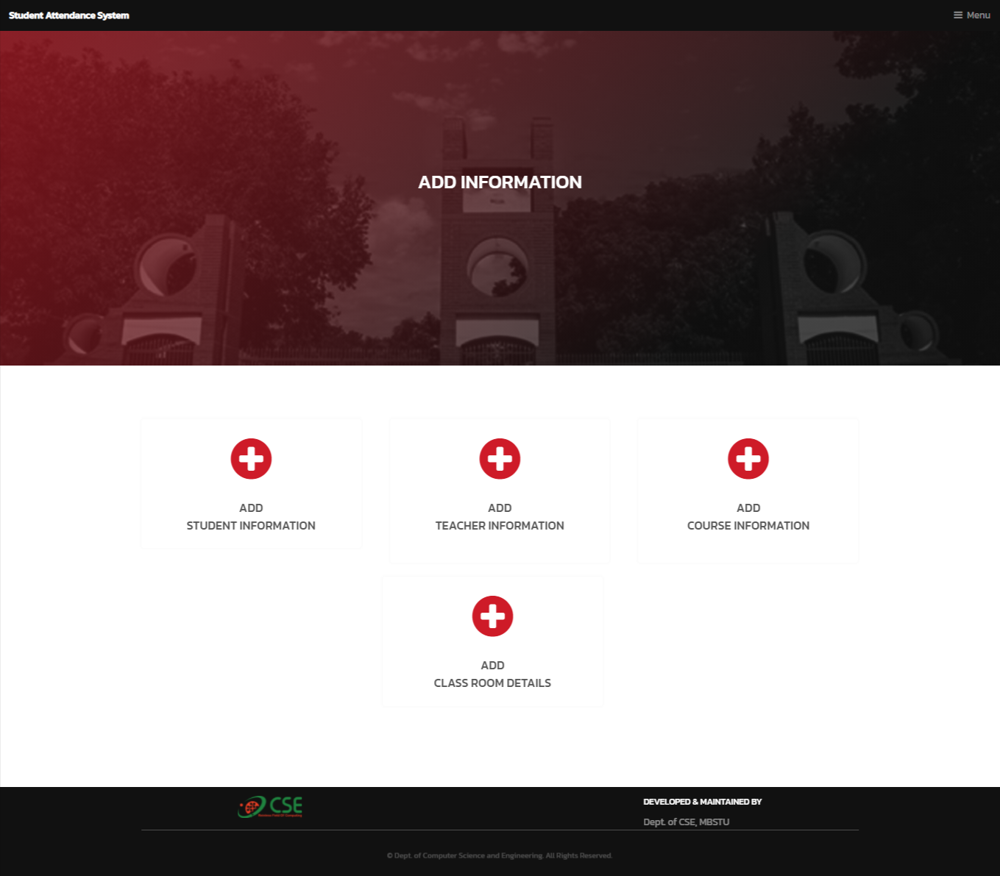 Student Attendance System
Menu
ADD INFORMATION
ADD
STUDENT INFORMATION
ADD
TEACHER INFORMATION
ADD
COURSE INFORMATION
ADD
CLASS ROOM DETAILS
CSE
DEVELOPED & MAINTAINED BY
Dept. of CSE, MBSTU
© Dept. of Computer Science and Engineering. All Rights Reserved.